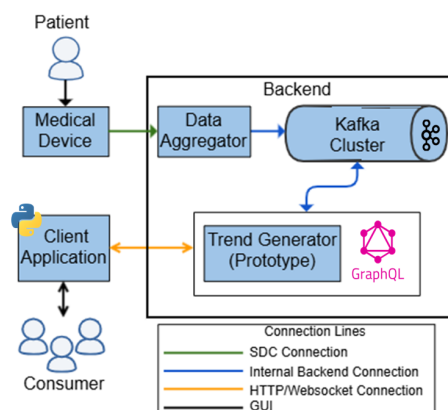 Patient
Backend
Medical
Device
Data
Aggregator
Kafka
Cluster
Client
Application
Trend Generator
(Prototype)
GraphQL
Consumer
Connection Lines
SDC Connection
Internal Backend Connection
HTTP/Websocket Connection
GUI